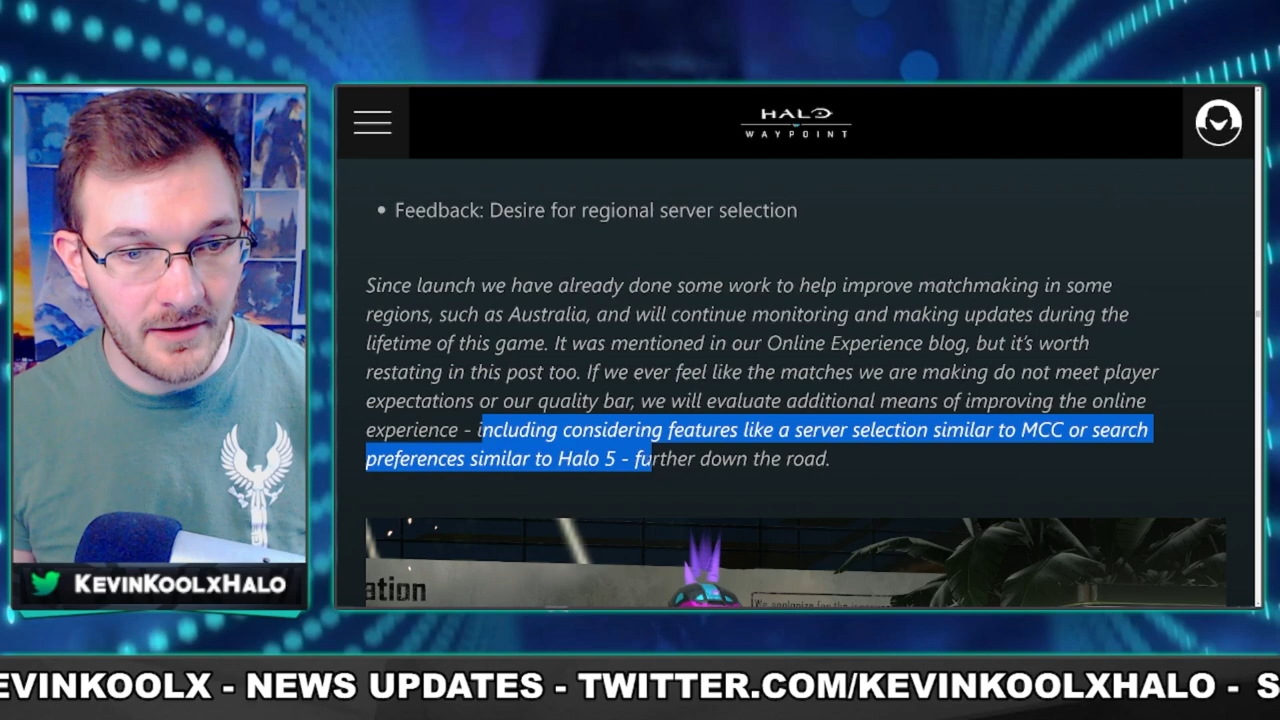 HALO
WAYPOINT
• Feedback: Desire for regional server selection
Since launch we have already done some work to help improve matchmaking in some
regions, such as Australia, and will continue monitoring and making updates during the
lifetime of this game. It was mentioned in our Online Experience blog, but it's worth
restating in this post too. If we ever feel like the matches we are making do not meet player
expectations or our quality bar, we will evaluate additional means of improving the online
experience - including considering features like a server selection similar to MCC or search
preferences similar to Halo 5 - further down the road.
ation
We apologize for the
KEVINKOOLXHALO
EVINKOOLX - NEWS UPDATES - TWITTER.COM/KEVINKOOLXHALO - S